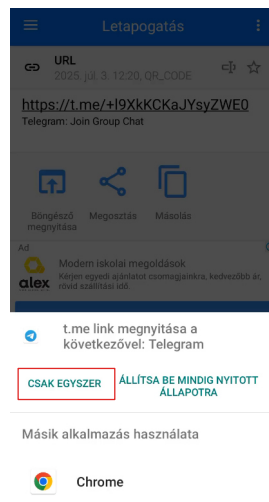 Letapogatás
URL
2025. júl. 3. 12:20, QR_CODE
https://t.me/+l9XkKCKaJYsyZWE0
Telegram: Join Group Chat
Böngésző megnyitása
Megosztás
Másolás
Ad
Modern iskolai megoldások
Kérjen egyedi ajánlatot csomagjainkra, kedvezőbb ár,
rövid szállítási idő.
alex
t.me link megnyitása a
következővel: Telegram
CSAK EGYSZER
ÁLLÍTSA BE MINDIG NYITOTT
ÁLLAPOTRA
Másik alkalmazás használata
Chrome